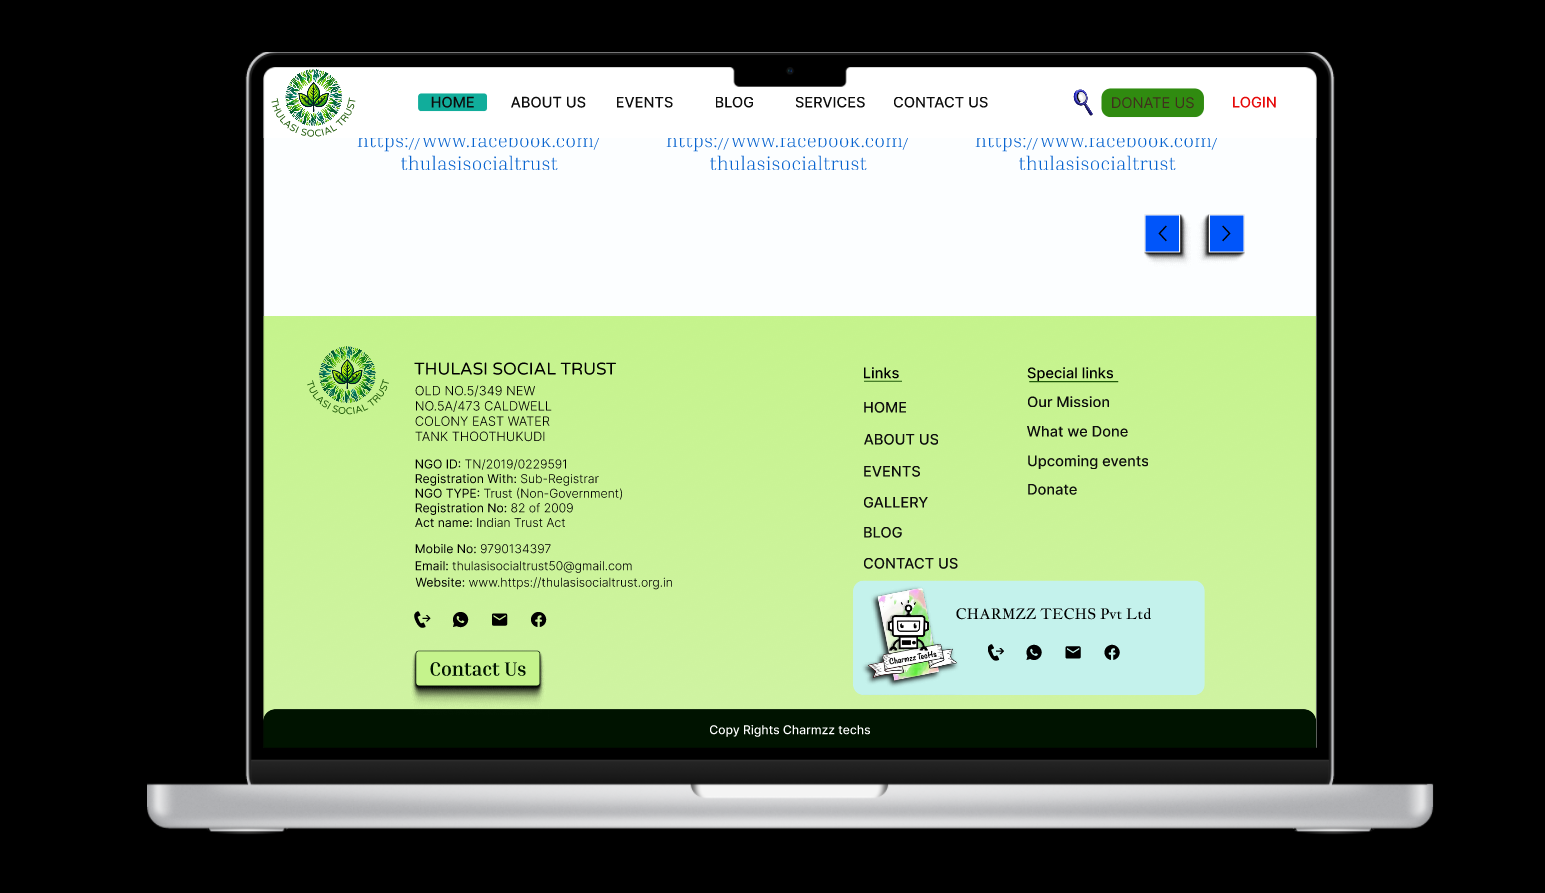 THULASI SOCIAL TRUST
HOME ABOUT US EVENTS BLOG SERVICES CONTACT US DONATE US LOGIN
https://www.facebook.com/ https://www.facebook.com/ https://www.facebook.com/
thulasisocialtrust thulasisocialtrust thulasisocialtrust
TULASI SOCIAL TRUST
THULASI SOCIAL TRUST
OLD NO.5/349 NEW
NO.5A/473 CALDWELL
COLONY EAST WATER
TANK THOOTHUKUDI
NGO ID: TN/2019/0229591
Registration With: Sub-Registrar
NGO TYPE: Trust (Non-Government)
Registration No: 82 of 2009
Act name: Indian Trust Act
Mobile No: 9790134397
Email: thulasisocialtrust50@gmail.com
Website: www.https://thulasisocialtrust.org.in
Contact Us
Links
HOME
ABOUT US
EVENTS
GALLERY
BLOG
CONTACT US
Special links
Our Mission
What we Done
Upcoming events
Donate
Charmzz TecHs
CHARMZZ TECHS Pvt Ltd
Copy Rights Charmzz techs